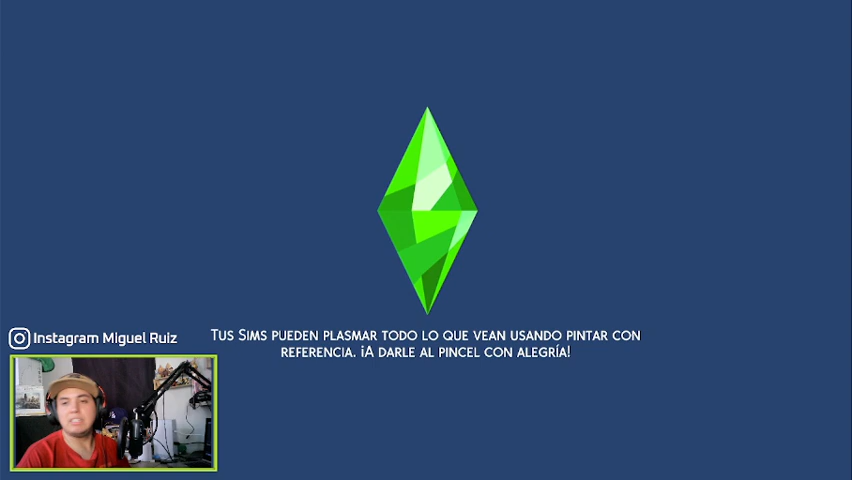 Instagram Miguel Ruiz
Tus Sims pueden plasmar todo lo que vean usando pintar con
referencia. ¡A darle al pincel con alegría!